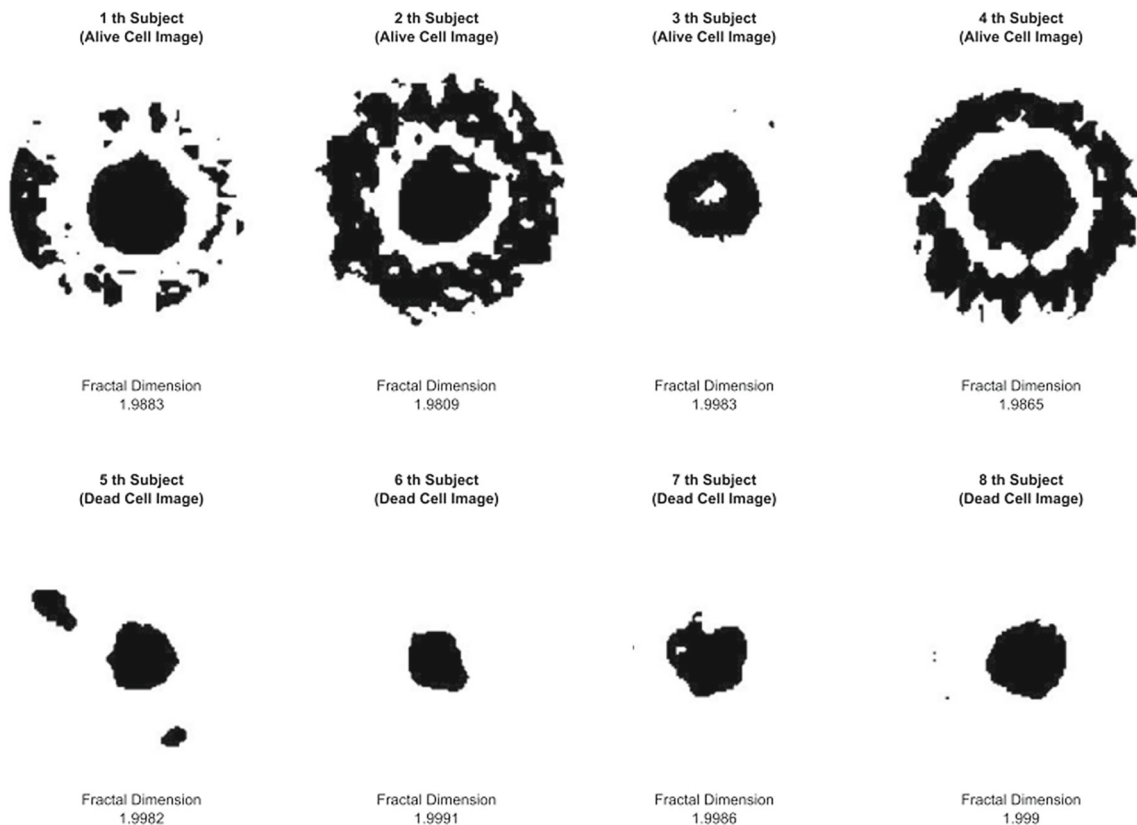 1 th Subject
(Alive Cell Image)
2 th Subject
(Alive Cell Image)
3 th Subject
(Alive Cell Image)
4 th Subject
(Alive Cell Image)
Fractal Dimension
1.9883
Fractal Dimension
1.9809
Fractal Dimension
1.9983
Fractal Dimension
1.9865
5 th Subject
(Dead Cell Image)
6 th Subject
(Dead Cell Image)
7 th Subject
(Dead Cell Image)
8 th Subject
(Dead Cell Image)
Fractal Dimension
1.9982
Fractal Dimension
1.9991
Fractal Dimension
1.9986
Fractal Dimension
1.999